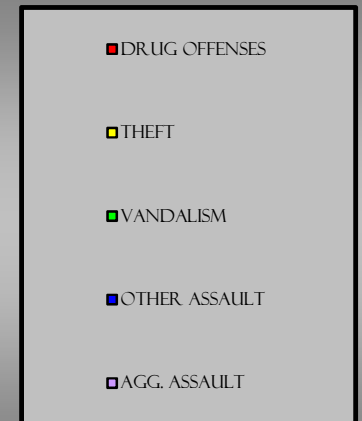 DRUG OFFENSES
THEFT
VANDALISM
OTHER ASSAULT
AGG. ASSAULT